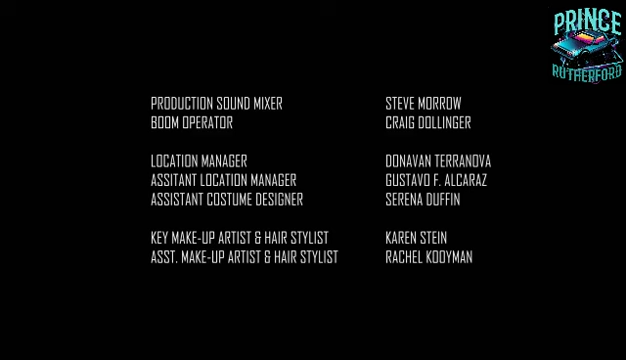 PRINCE
RUTHERFORD
PRODUCTION SOUND MIXER STEVE MORROW
BOOM OPERATOR CRAIG DOLLINGER
LOCATION MANAGER DONAVAN TERRANOVA
ASSITANT LOCATION MANAGER GUSTAVO F. ALCARAZ
ASSISTANT COSTUME DESIGNER SERENA DUFFIN
KEY MAKE-UP ARTIST & HAIR STYLIST KAREN STEIN
ASST. MAKE-UP ARTIST & HAIR STYLIST RACHEL KOOYMAN